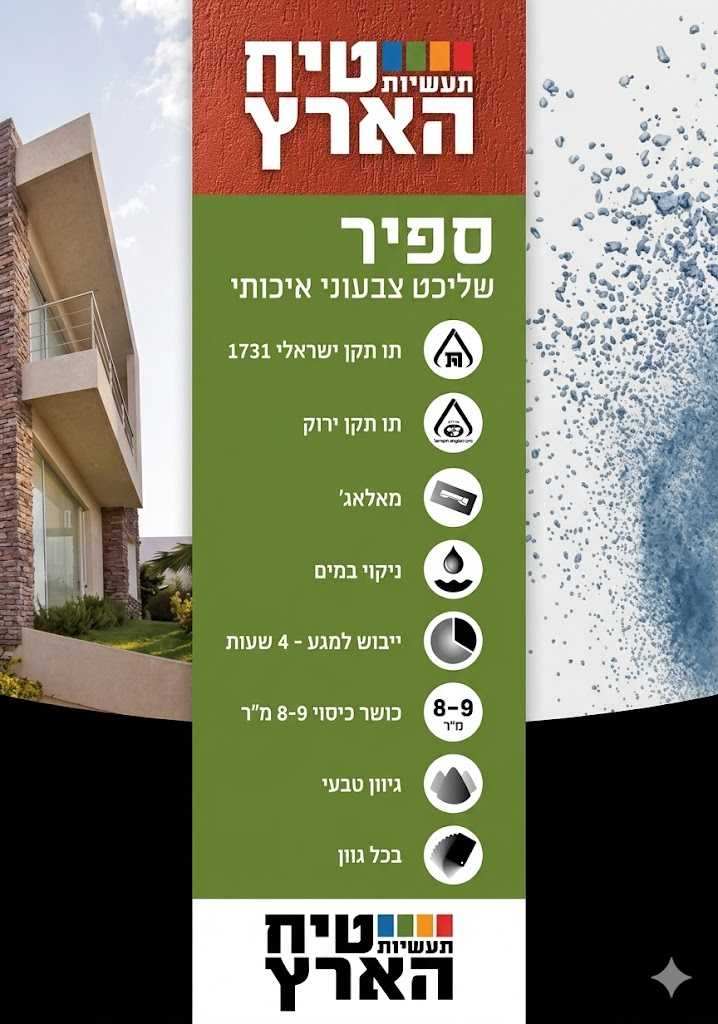 טיח
תעשיות
הארץ
ספיר
שליכט צבעוני איכותי
תו תקן ישראלי 1731
תו תקן ירוק
מאלאג'
ניקוי במים
ייבוש למגע - 4 שעות
כושר כיסוי 8-9 מ"ר
8-9
מ"ר
גיוון טבעי
בכל גוון
טיח
תעשיות
הארץ